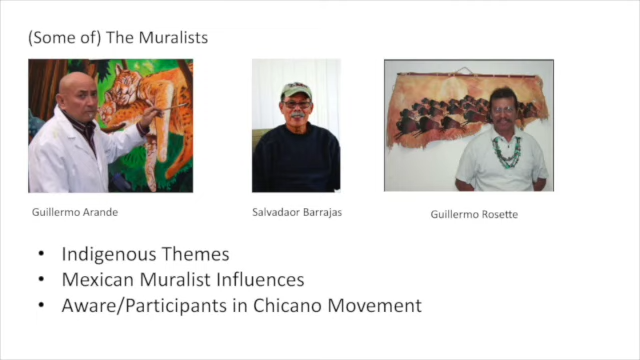 (Some of) The Muralists
Guillermo Arande
Salvadaor Barrajas
Guillermo Rosette
• Indigenous Themes
• Mexican Muralist Influences
• Aware/Participants in Chicano Movement